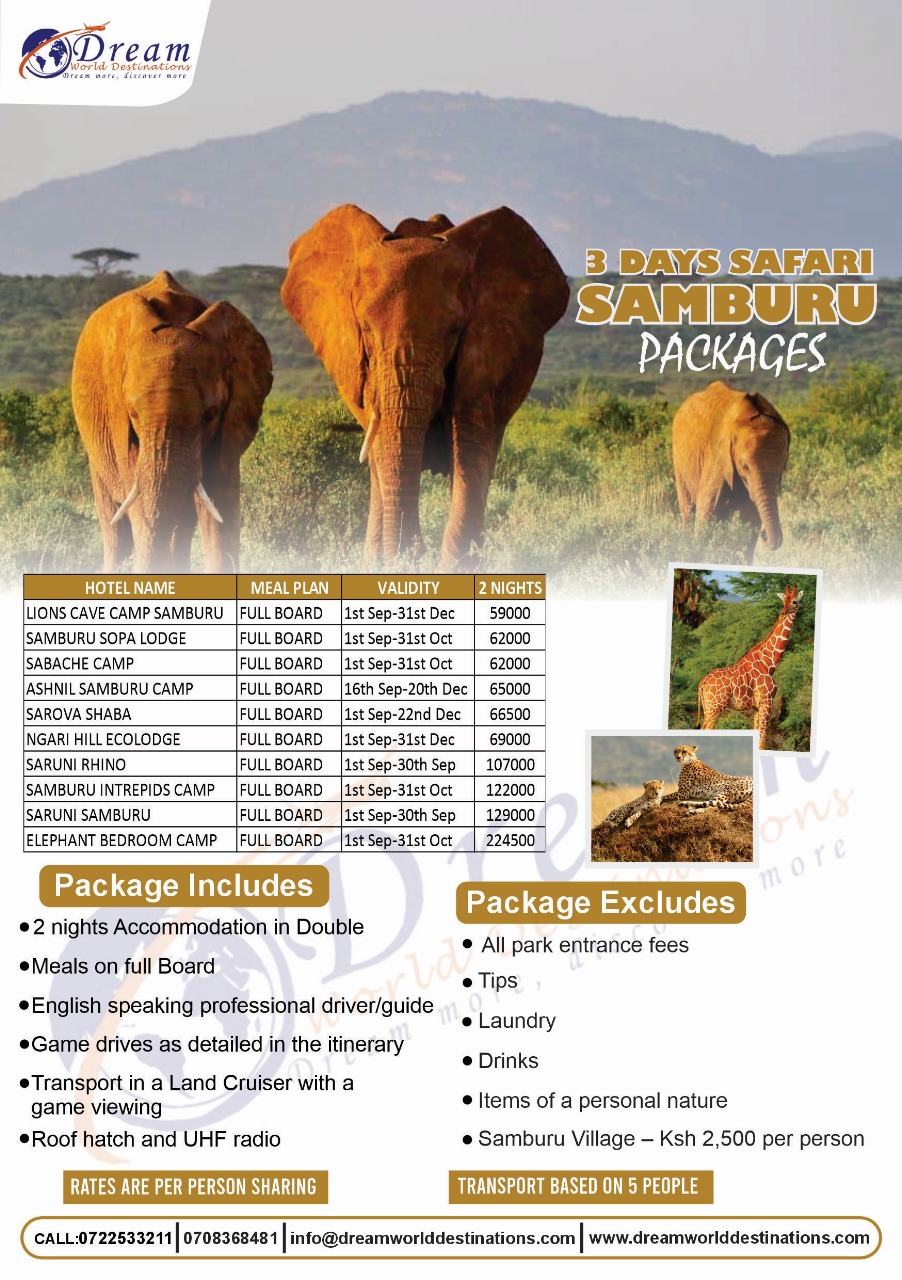 Dream
World Destinations
Dream more, discover more
3 DAYS SAFARI
SAMBURU
PACKAGES
HOTEL NAME MEAL PLAN VALIDITY 2 NIGHTS
LIONS CAVE CAMP SAMBURU FULL BOARD 1st Sep-31st Dec 59000
SAMBURU SOPA LODGE FULL BOARD 1st Sep-31st Oct 62000
SABACHE CAMP FULL BOARD 1st Sep-31st Oct 62000
ASHNIL SAMBURU CAMP FULL BOARD 16th Sep-20th Dec 65000
SAROVA SHABA FULL BOARD 1st Sep-22nd Dec 66500
NGARI HILL ECOLODGE FULL BOARD 1st Sep-31st Dec 69000
SARUNI RHINO FULL BOARD 1st Sep-30th Sep 107000
SAMBURU INTREPIDS CAMP FULL BOARD 1st Sep-31st Oct 122000
SARUNI SAMBURU FULL BOARD 1st Sep-30th Sep 129000
ELEPHANT BEDROOM CAMP FULL BOARD 1st Sep-31st Oct 224500
Package Includes
•2 nights Accommodation in Double
•Meals on full Board
•English speaking professional driver/guide
•Game drives as detailed in the itinerary
•Transport in a Land Cruiser with a
game viewing
•Roof hatch and UHF radio
RATES ARE PER PERSON SHARING
Package Excludes
• All park entrance fees
• Tips
• Laundry
• Drinks
• Items of a personal nature
• Samburu Village – Ksh 2,500 per person
TRANSPORT BASED ON 5 PEOPLE
Dream
World Destinations
Dream more, discover more
CALL:0722533211 | 0708368481 | info@dreamworlddestinations.com | www.dreamworlddestinations.com